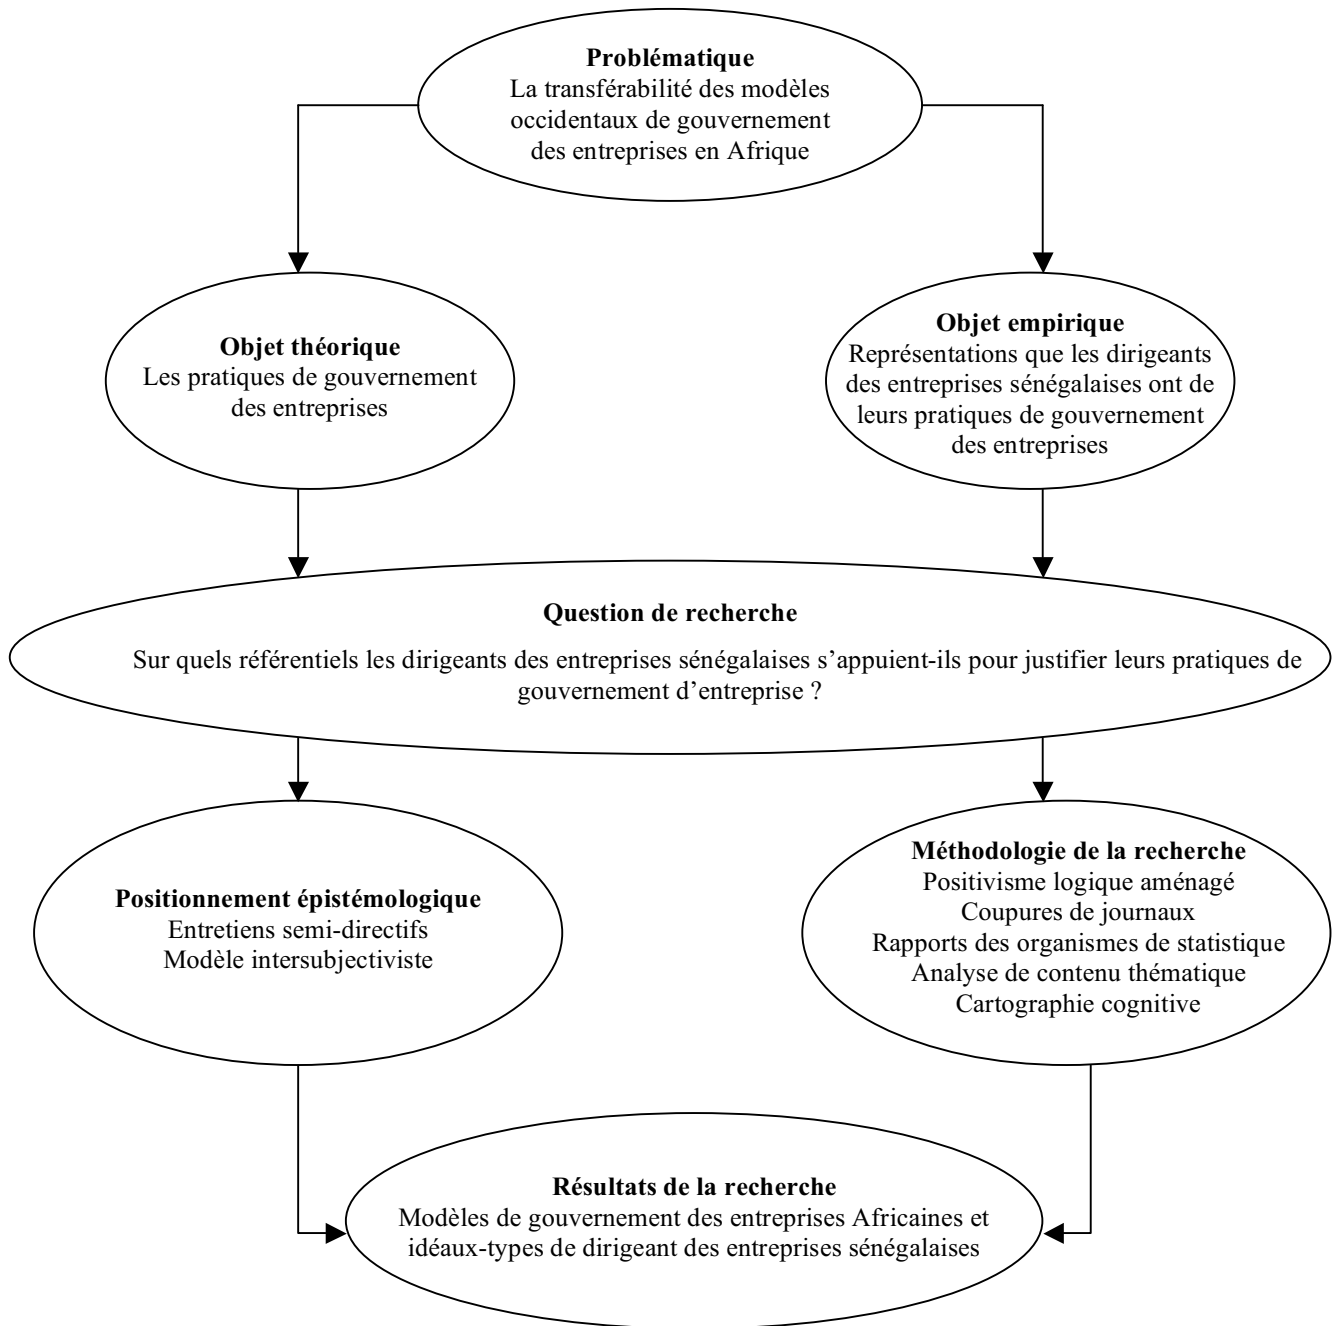 Problématique
La transférabilité des modèles
occidentaux de gouvernement
des entreprises en Afrique
Objet théorique
Les pratiques de gouvernement
des entreprises
Objet empirique
Représentations que les dirigeants
des entreprises sénégalaises ont de
leurs pratiques de gouvernement
des entreprises
Question de recherche
Sur quels référentiels les dirigeants des entreprises sénégalaises s’appuient-ils pour justifier leurs pratiques de
gouvernement d’entreprise ?
Positionnement épistémologique
Entretiens semi-directifs
Modèle intersubjectiviste
Méthodologie de la recherche
Positivisme logique aménagé
Coupures de journaux
Rapports des organismes de statistique
Analyse de contenu thématique
Cartographie cognitive
Résultats de la recherche
Modèles de gouvernement des entreprises Africaines et
idéaux-types de dirigeant des entreprises sénégalaises